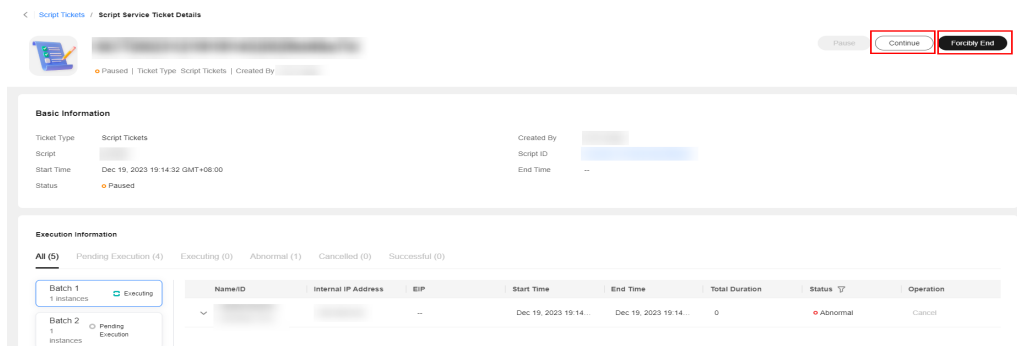 < Script Tickets / Script Service Ticket Details
Pause Continue Forcibly End
Paused | Ticket Type Script Tickets | Created By
Basic Information
Ticket Type Script Tickets Created By
Script Script ID
Start Time Dec 19, 2023 19:14:32 GMT+08:00 End Time --
Status Paused
Execution Information
All (5) Pending Execution (4) Executing (0) Abnormal (1) Cancelled (0) Successful (0)
Batch 1
1 instances
Executing
Batch 2
1
instances
Pending
Execution
Name/ID Internal IP Address EIP Start Time End Time Total Duration Status Operation
-- Dec 19, 2023 19:14... Dec 19, 2023 19:14... 0 Abnormal Cancel